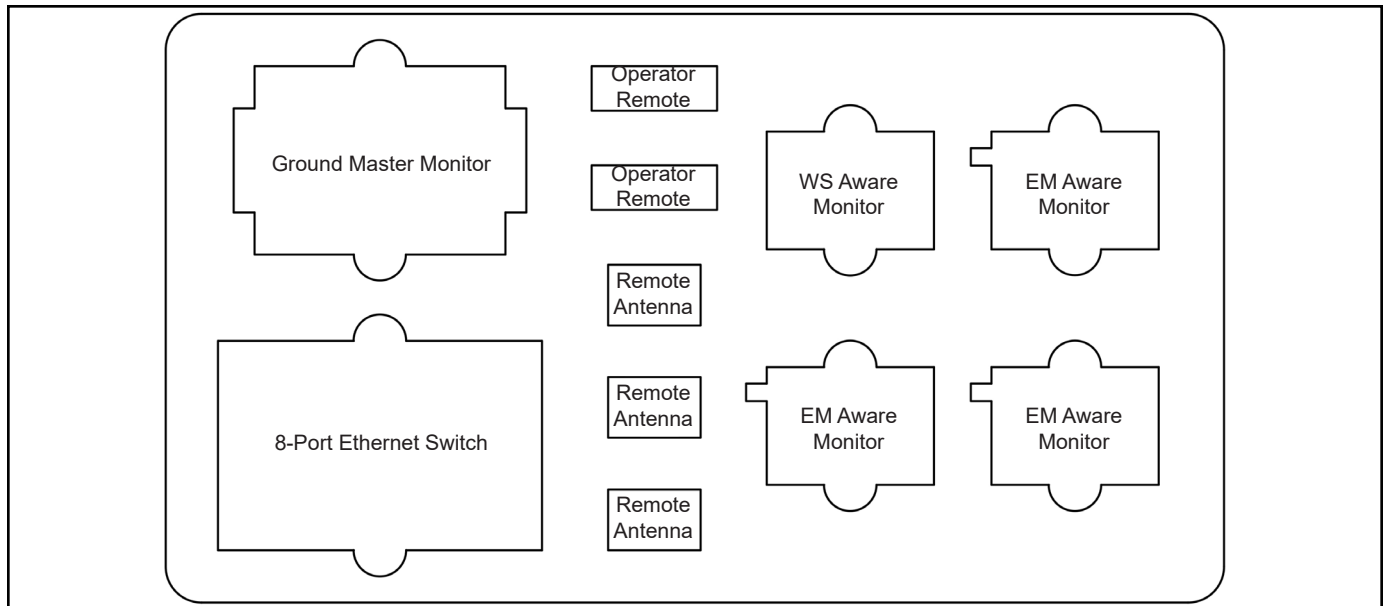 Ground Master Monitor
8-Port Ethernet Switch
Operator
Remote
Operator
Remote
Remote
Antenna
Remote
Antenna
Remote
Antenna
WS Aware
Monitor
EM Aware
Monitor
EM Aware
Monitor
EM Aware
Monitor